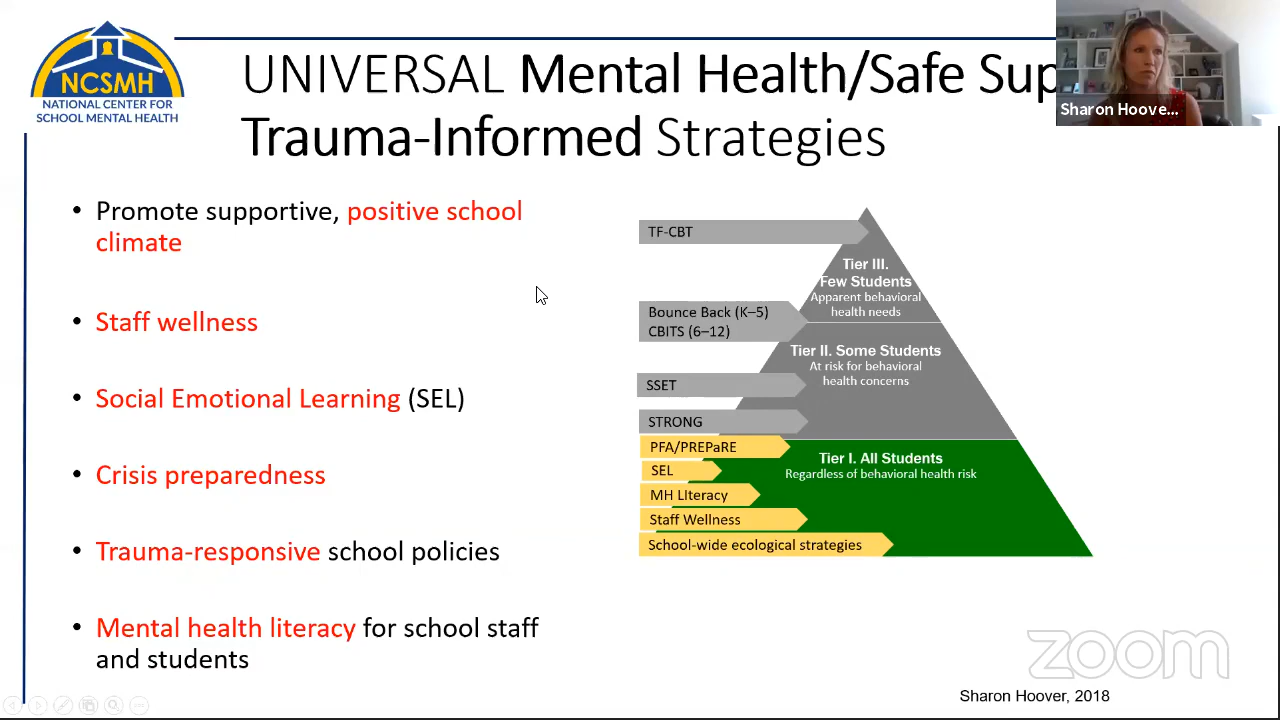 NCSMH
NATIONAL CENTER FOR
SCHOOL MENTAL HEALTH
UNIVERSAL Mental Health/Safe Sup
Trauma-Informed Strategies
Sharon Hoove...
• Promote supportive, positive school
climate
• Staff wellness
• Social Emotional Learning (SEL)
• Crisis preparedness
• Trauma-responsive school policies
• Mental health literacy for school staff
and students
TF-CBT
Tier III.
Few Students
Apparent behavioral
health needs
Bounce Back (K–5)
CBITS (6–12)
Tier II. Some Students
At risk for behavioral
health concerns
SSET
STRONG
PFA/PREPaRE
SEL
MH LIteracy
Staff Wellness
School-wide ecological strategies
Tier I. All Students
Regardless of behavioral health risk
zoom
Sharon Hoover, 2018